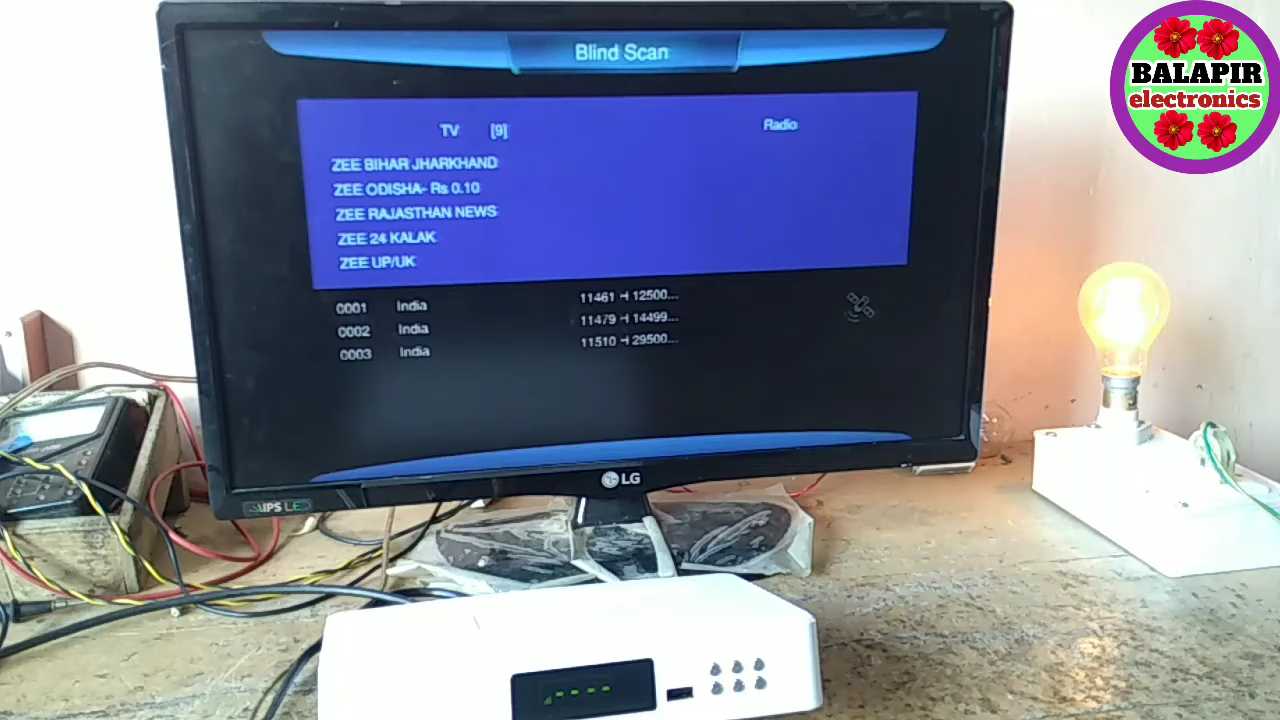 Blind Scan
TV [9] Radio
ZEE BIHAR JHARKHAND
ZEE ODISHA- Rs 0.10
ZEE RAJASTHAN NEWS
ZEE 24 KALAK
ZEE UP/UK
0001 India 11461 H 12500...
0002 India 11479 H 14499...
0003 India 11510 H 29500...
LG
IPS LED
BALAPIR
electronics